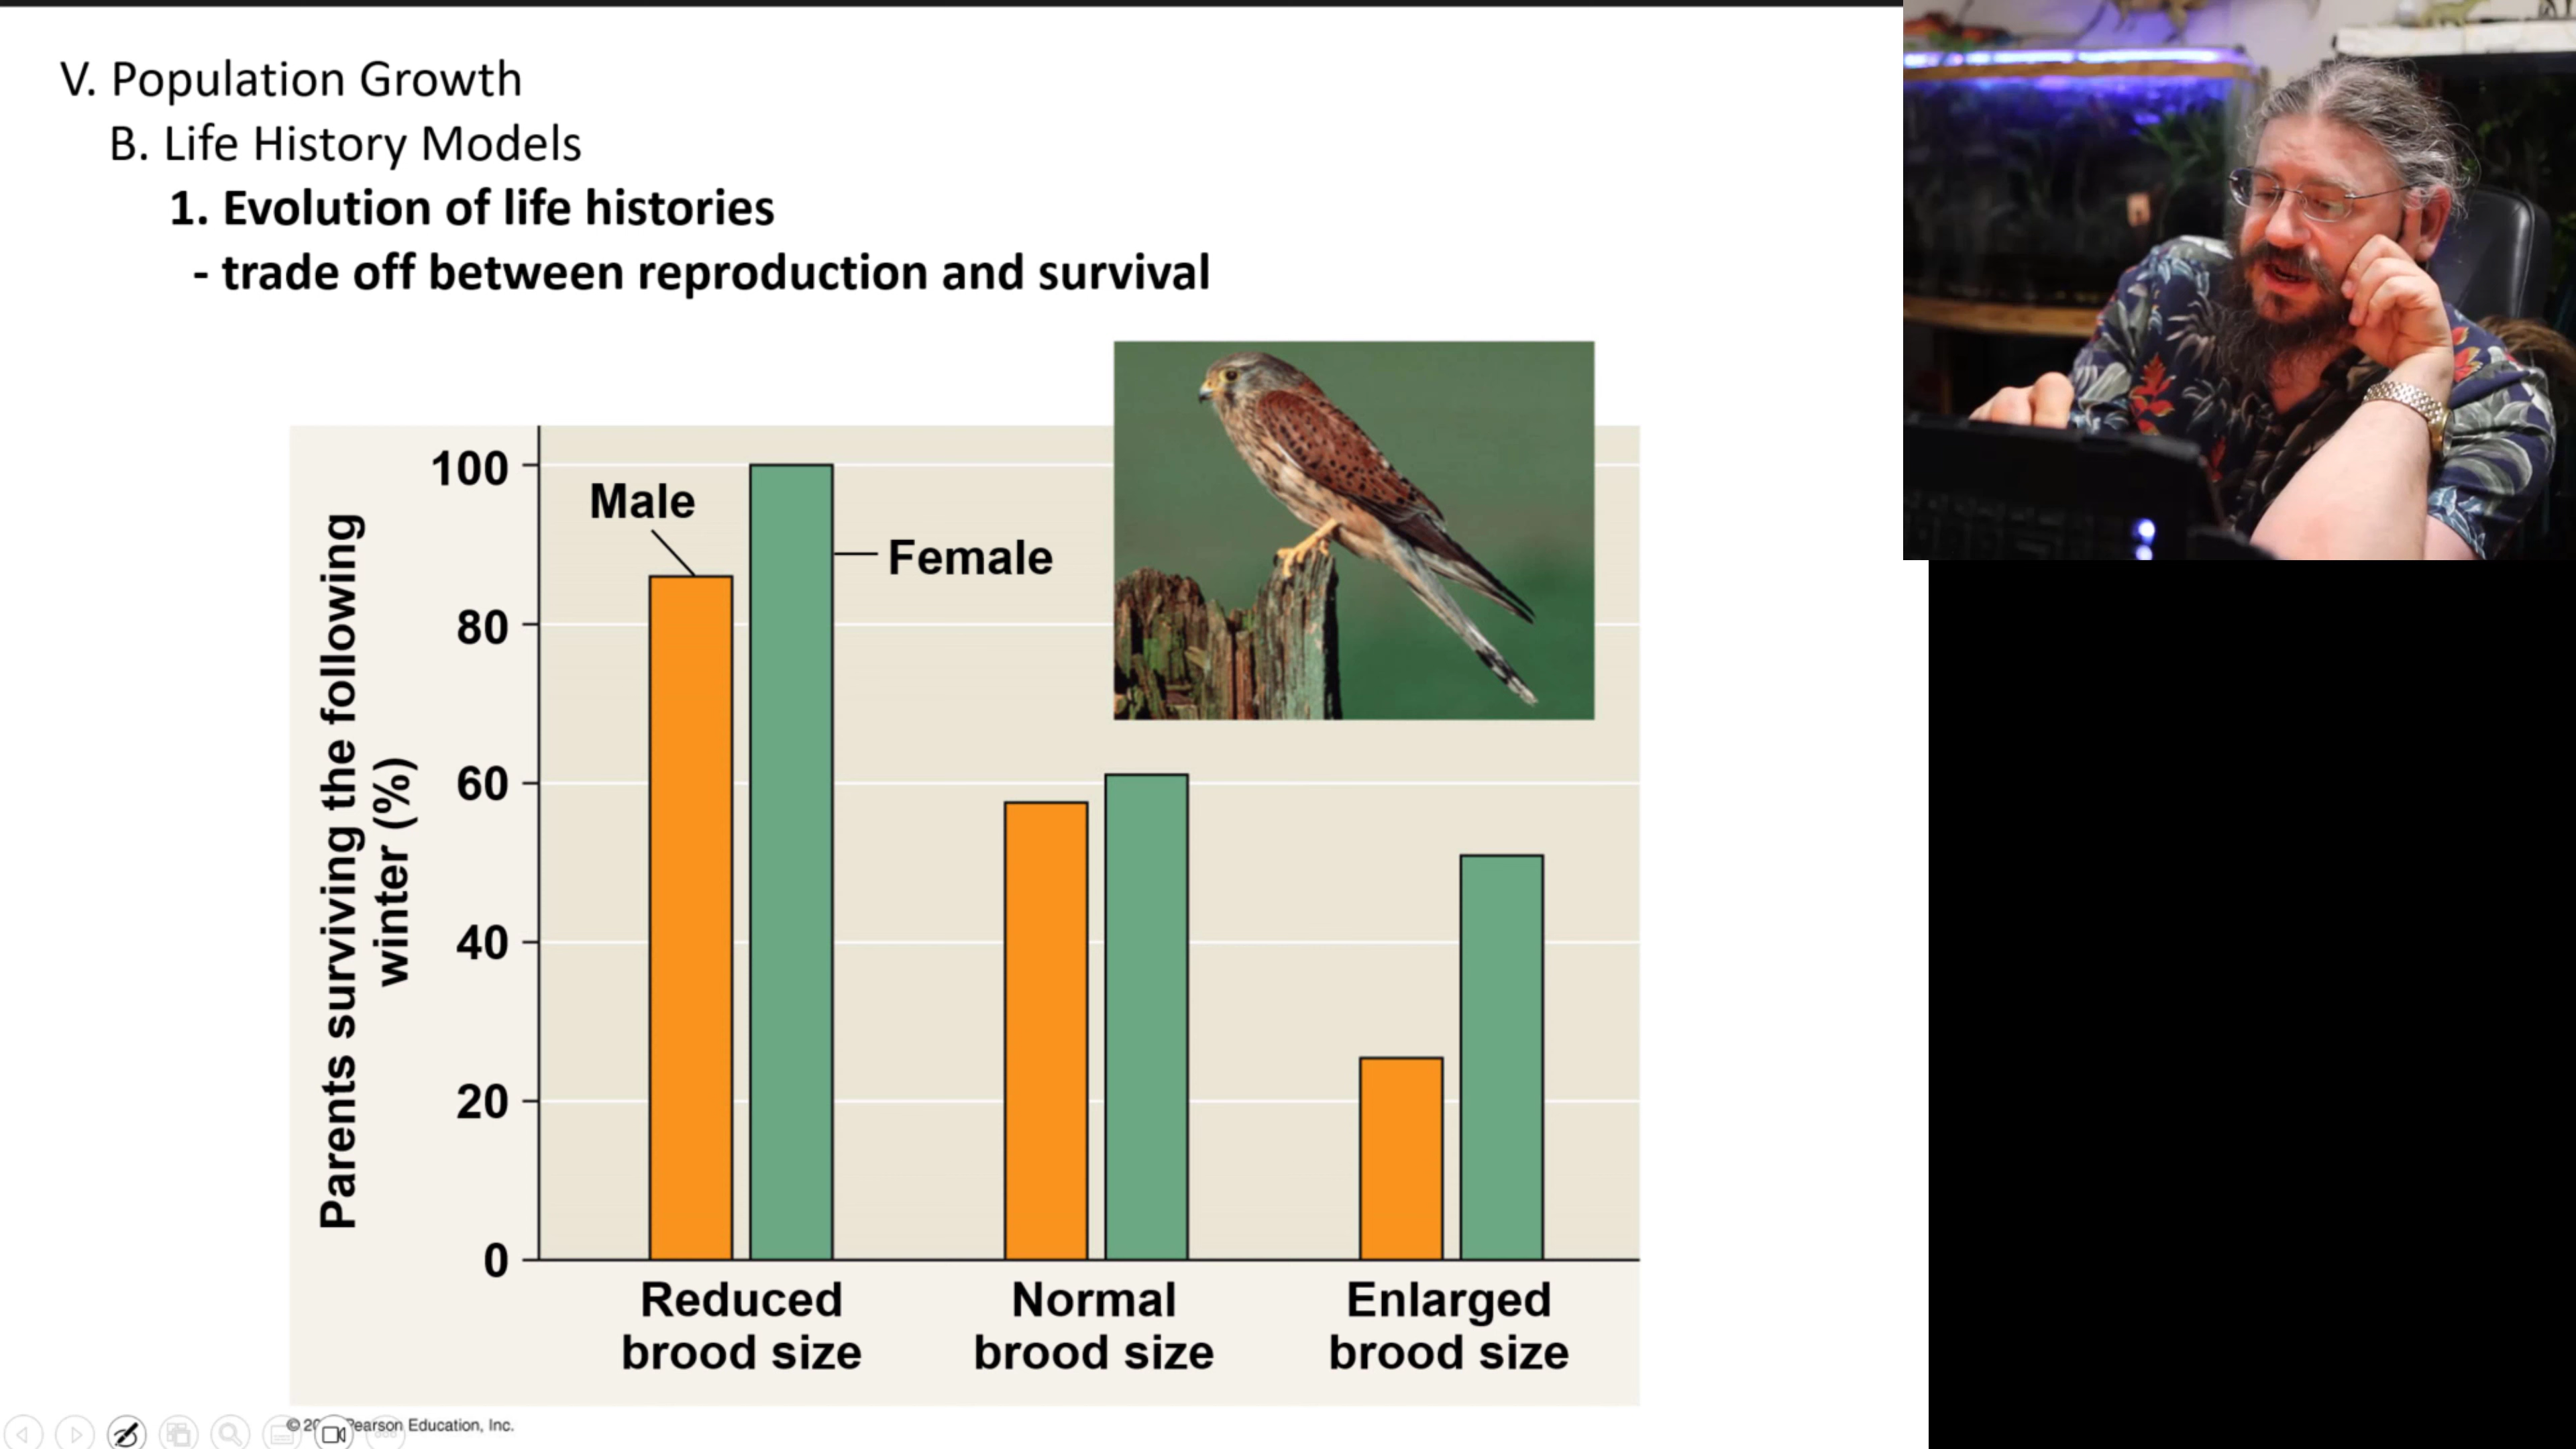 V. Population Growth
B. Life History Models
1. Evolution of life histories
- trade off between reproduction and survival
Parents surviving the following
winter (%)
100
80
60
40
20
0
Male
Female
Reduced
brood size
Normal
brood size
Enlarged
brood size
© Pearson Education, Inc.